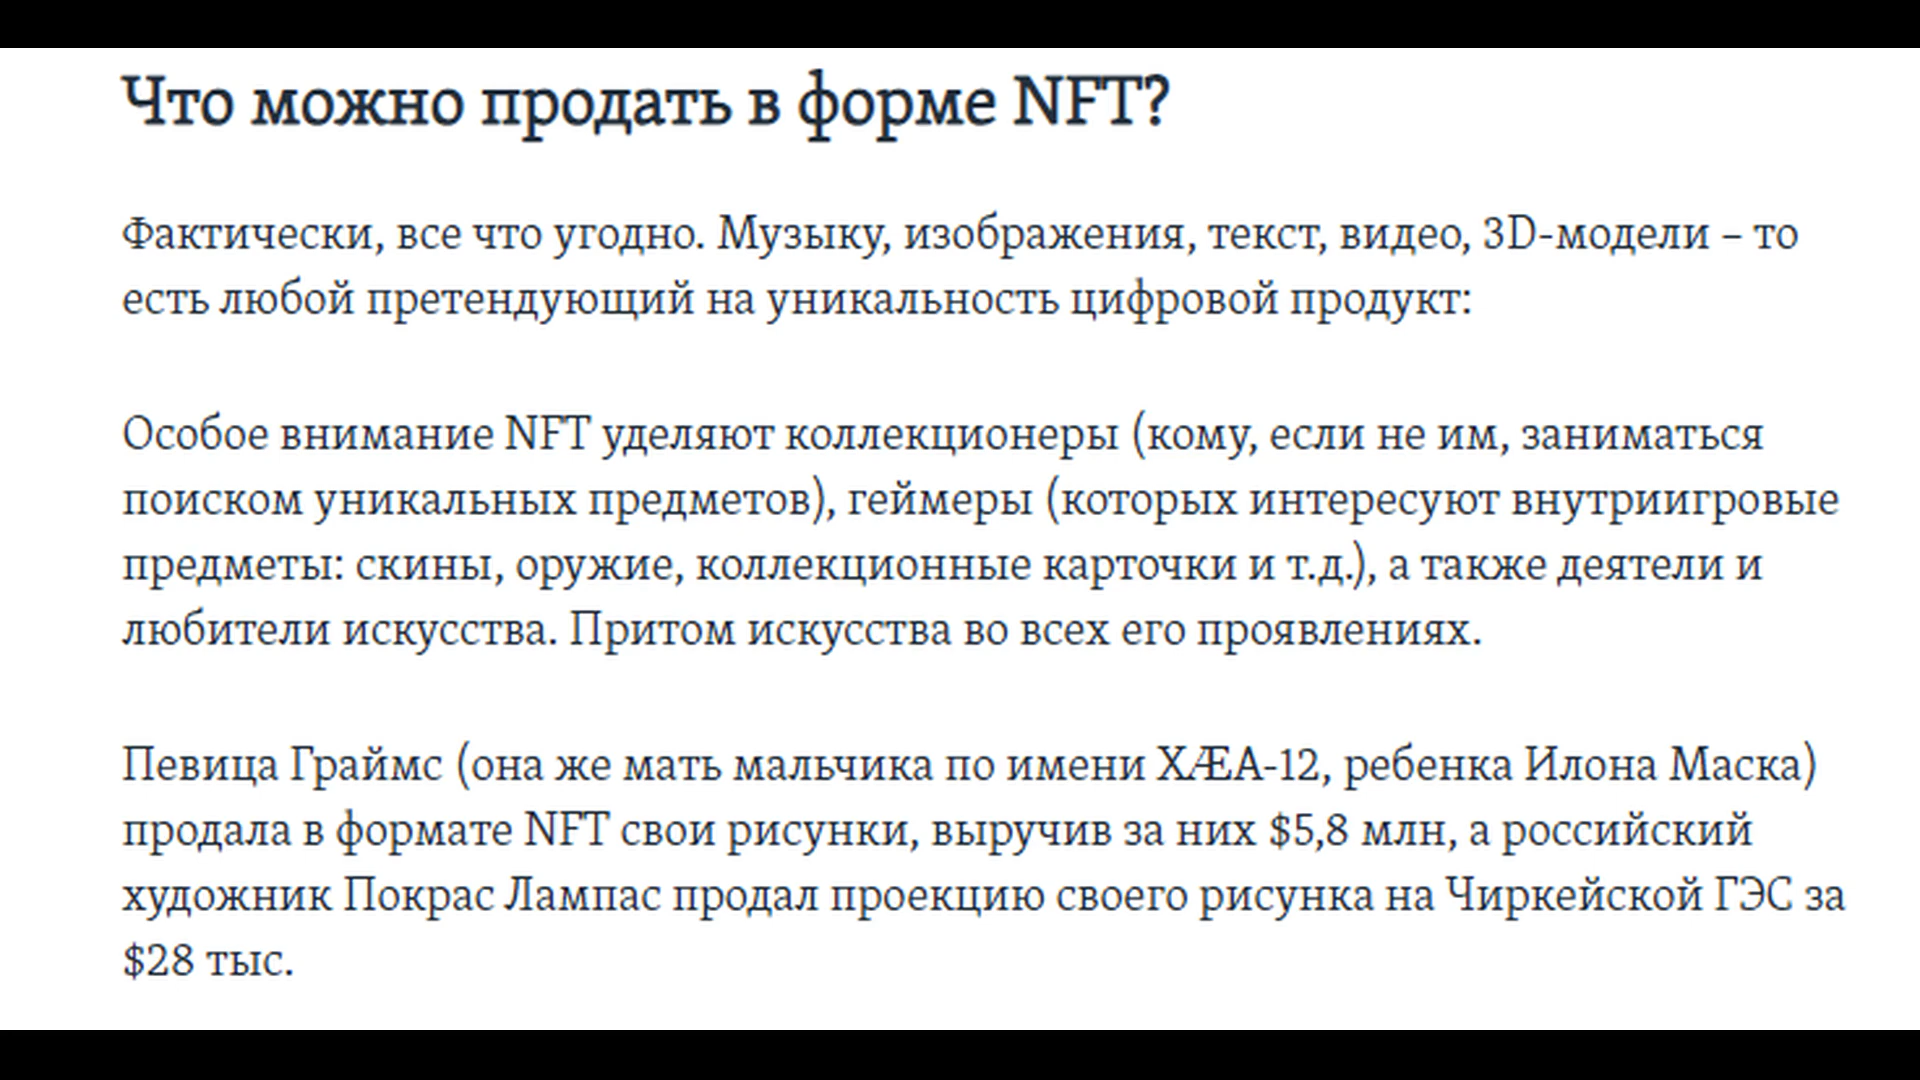 Что можно продать в форме NFT?
Фактически, все что угодно. Музыку, изображения, текст, видео, 3D-модели – то
есть любой претендующий на уникальность цифровой продукт:
Особое внимание NFT уделяют коллекционеры (кому, если не им, заниматься
поиском уникальных предметов), геймеры (которых интересуют внутриигровые
предметы: скины, оружие, коллекционные карточки и т.д.), а также деятели и
любители искусства. Притом искусства во всех его проявлениях.
Певица Граймс (она же мать мальчика по имени XÆA-12, ребенка Илона Маска)
продала в формате NFT свои рисунки, выручив за них $5,8 млн, а российский
художник Покрас Лампас продал проекцию своего рисунка на Чиркейской ГЭС за
$28 тыс.